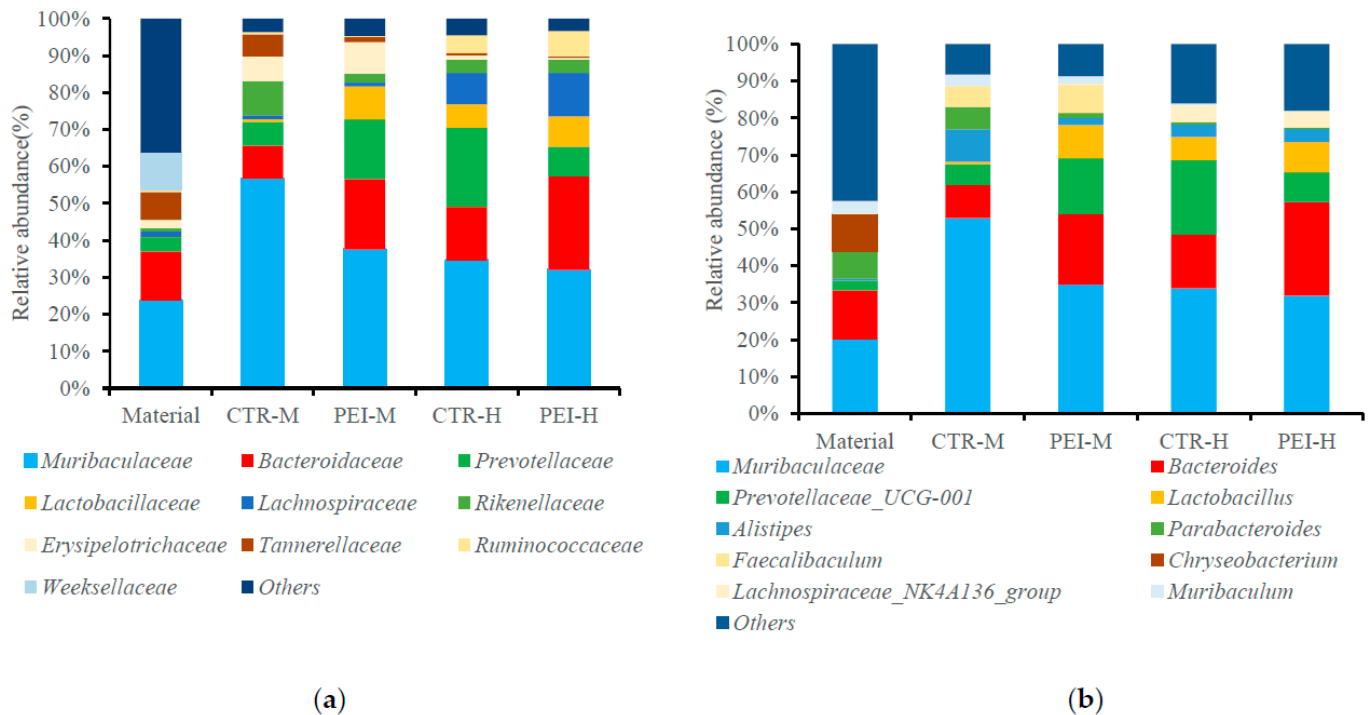 100%
90%
80%
70%
60%
50%
40%
30%
20%
10%
0%
Relative abundance(%)
Material CTR-M PEI-M CTR-H PEI-H
Muribaculaceae Bacteroidaceae Prevotellaceae
Lactobacillaceae Lachnospiraceae Rikenellaceae
Erysipelotrichaceae Tannerellaceae Ruminococcaceae
Weeksellaceae Others
(a)
100%
90%
80%
70%
60%
50%
40%
30%
20%
10%
0%
Relative abundance (%)
Material CTR-M PEI-M CTR-H PEI-H
Muribaculaceae Bacteroides
Prevotellaceae_UCG-001 Lactobacillus
Alistipes Parabacteroides
Faecalibaculum Chryseobacterium
Lachnospiraceae_NK4A136_group Muribaculum
Others
(b)